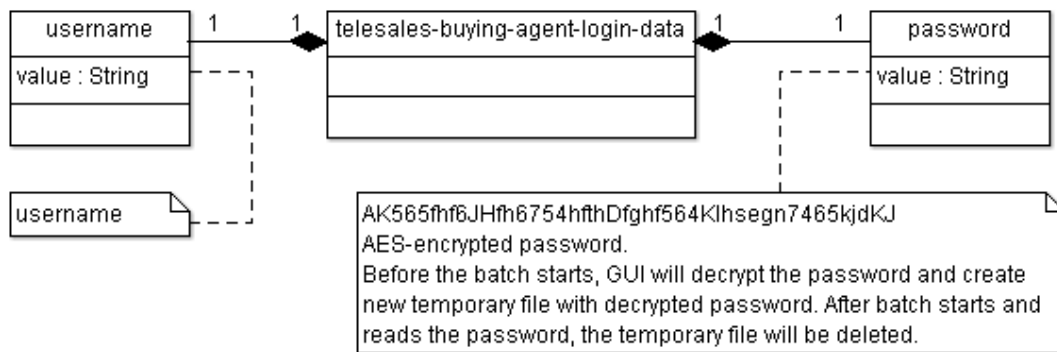 username
1
1
telesales-buying-agent-login-data
1
1
password
value : String
value : String
username
AK565fhf6JHfh6754hfthDfghf564KIhsegn7465kjdKJ
AES-encrypted password.
Before the batch starts, GUI will decrypt the password and create
new temporary file with decrypted password. After batch starts and
reads the password, the temporary file will be deleted.